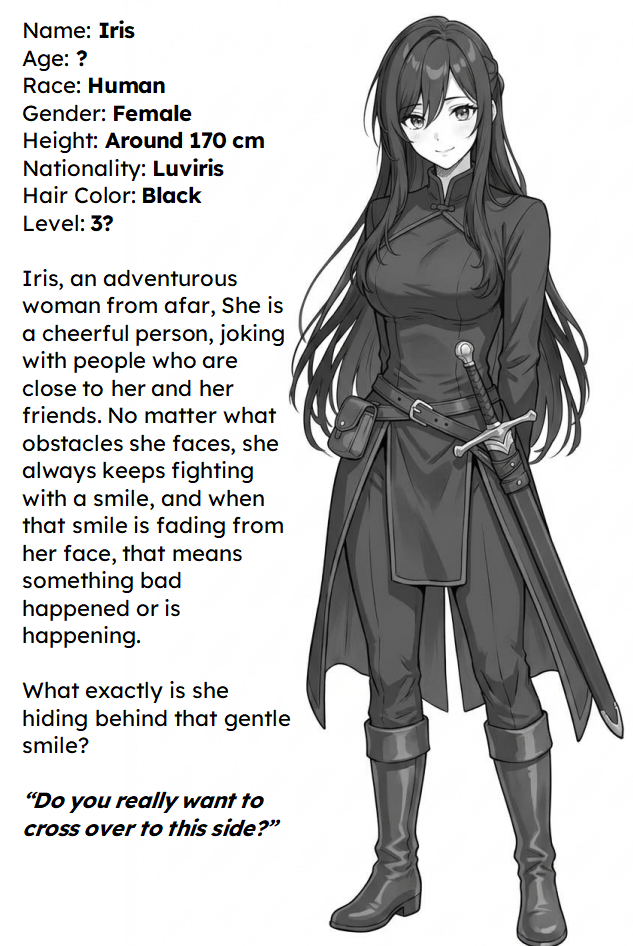 Name: Iris
Age: ?
Race: Human
Gender: Female
Height: Around 170 cm
Nationality: Luviris
Hair Color: Black
Level: 3?
Iris, an adventurous
woman from afar, She is
a cheerful person, joking
with people who are
close to her and her
friends. No matter what
obstacles she faces, she
always keeps fighting
with a smile, and when
that smile is fading from
her face, that means
something bad
happened or is
happening.
What exactly is she
hiding behind that gentle
smile?
“Do you really want to
cross over to this side?”